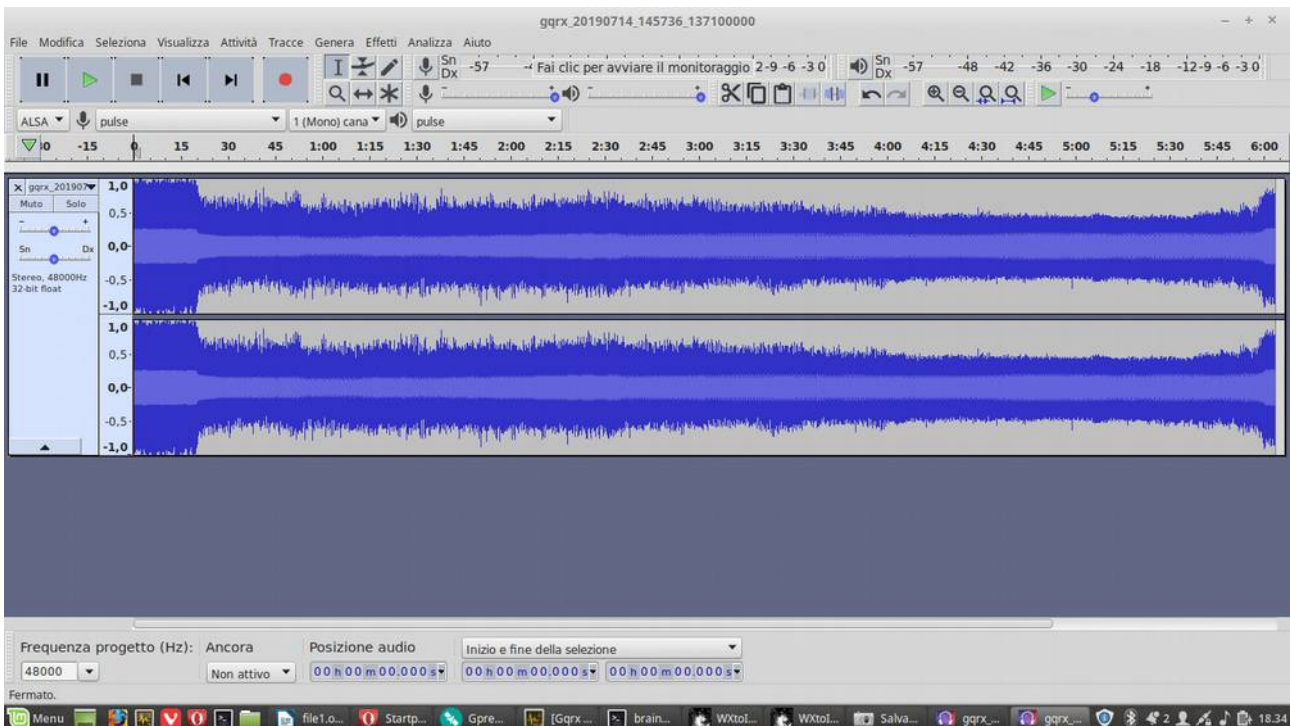 gqrx_20190714_145736_137100000
File Modifica Seleziona Visualizza Attività Tracce Genera Effetti Analizza Aiuto
Sn Dx -57 Fai clic per avviare il monitoraggio 2 -9 -6 -3 0 Sn Dx -57 -48 -42 -36 -30 -24 -18 -12 -9 -6 -3 0
ALSA pulse 1 (Mono) cana pulse
-15 0 15 30 45 1:00 1:15 1:30 1:45 2:00 2:15 2:30 2:45 3:00 3:15 3:30 3:45 4:00 4:15 4:30 4:45 5:00 5:15 5:30 5:45 6:00
x gqrx_201907
Muto Solo
- +
Sn Dx
Stereo, 48000Hz
32-bit float
1,0
0,5
0,0
-0,5
-1,0
1,0
0,5
0,0
-0,5
-1,0
Frequenza progetto (Hz): Ancora Posizione audio Inizio e fine della selezione
48000 Non attivo 00 h 00 m 00,000 s 00 h 00 m 00,000 s 00 h 00 m 00,000 s
Fermato.
Menu file1.o... Startp... Gpre... [Gqrx ... brain... WXtoI... WXtoI... Salva... gqrx_... gqrx_... 2 18.34